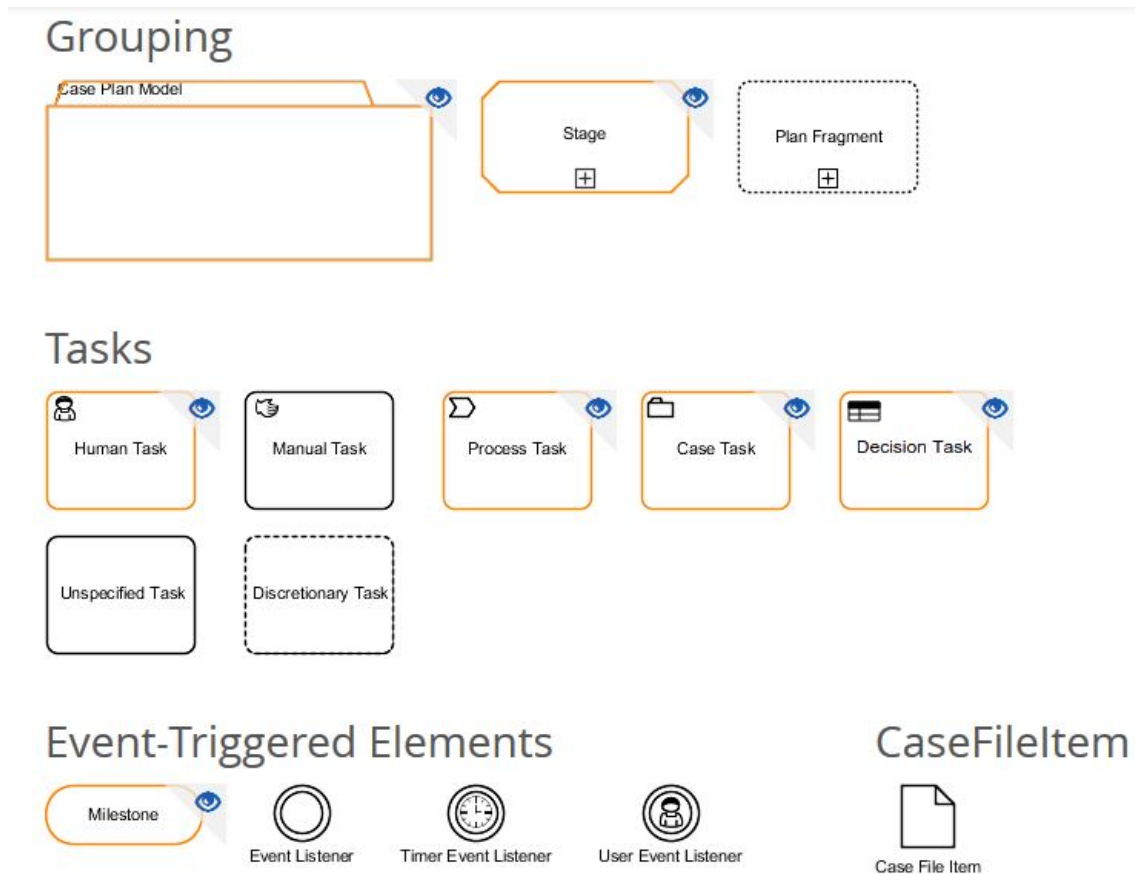 Grouping
Case Plan Model
Stage
Plan Fragment
Tasks
Human Task
Manual Task
Process Task
Case Task
Decision Task
Unspecified Task
Discretionary Task
Event-Triggered Elements
CaseFileItem
Milestone
Event Listener
Timer Event Listener
User Event Listener
Case File Item